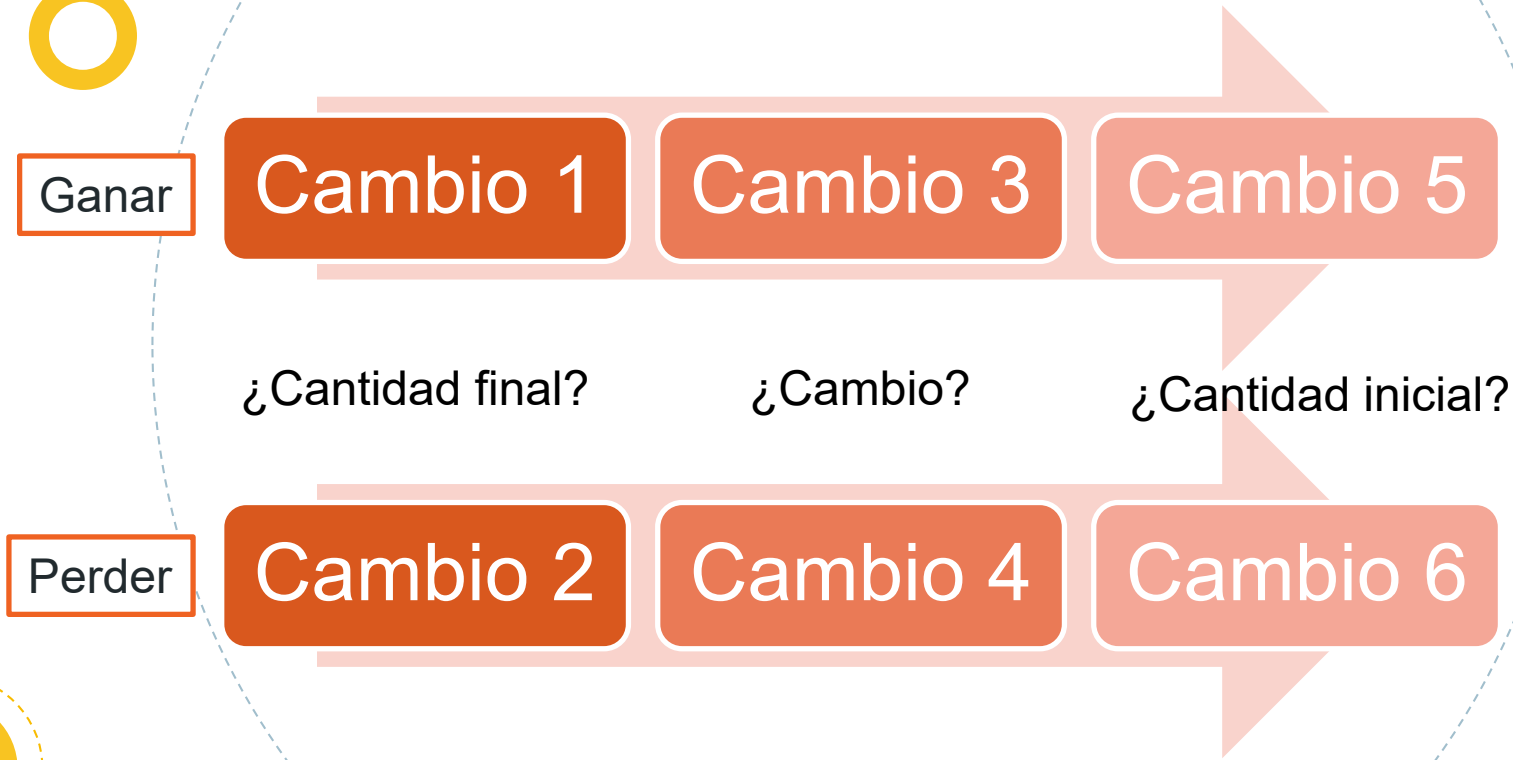 Ganar
Cambio 1
Cambio 3
Cambio 5
¿Cantidad final?
¿Cambio?
¿Cantidad inicial?
Perder
Cambio 2
Cambio 4
Cambio 6